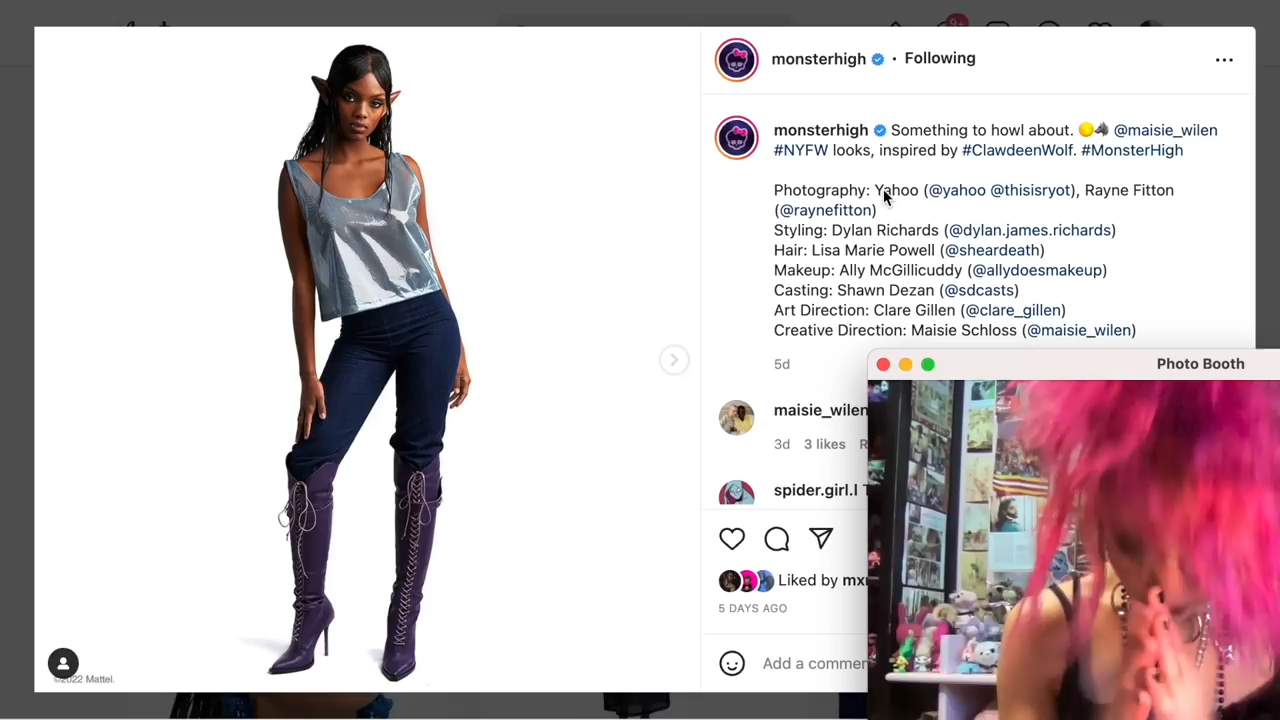 monsterhigh • Following
monsterhigh Something to howl about. @maisie_wilen
#NYFW looks, inspired by #ClawdeenWolf. #MonsterHigh
Photography: Yahoo (@yahoo @thisisryot), Rayne Fitton
(@raynefitton)
Styling: Dylan Richards (@dylan.james.richards)
Hair: Lisa Marie Powell (@sheardeath)
Makeup: Ally McGillicuddy (@allydoesmakeup)
Casting: Shawn Dezan (@sdcasts)
Art Direction: Clare Gillen (@clare_gillen)
Creative Direction: Maisie Schloss (@maisie_wilen)
5d
Photo Booth
maisie_wilen
3d 3 likes R
spider.girl.l T
Liked by mxr
5 DAYS AGO
Add a commen
©2022 Mattel.
9+